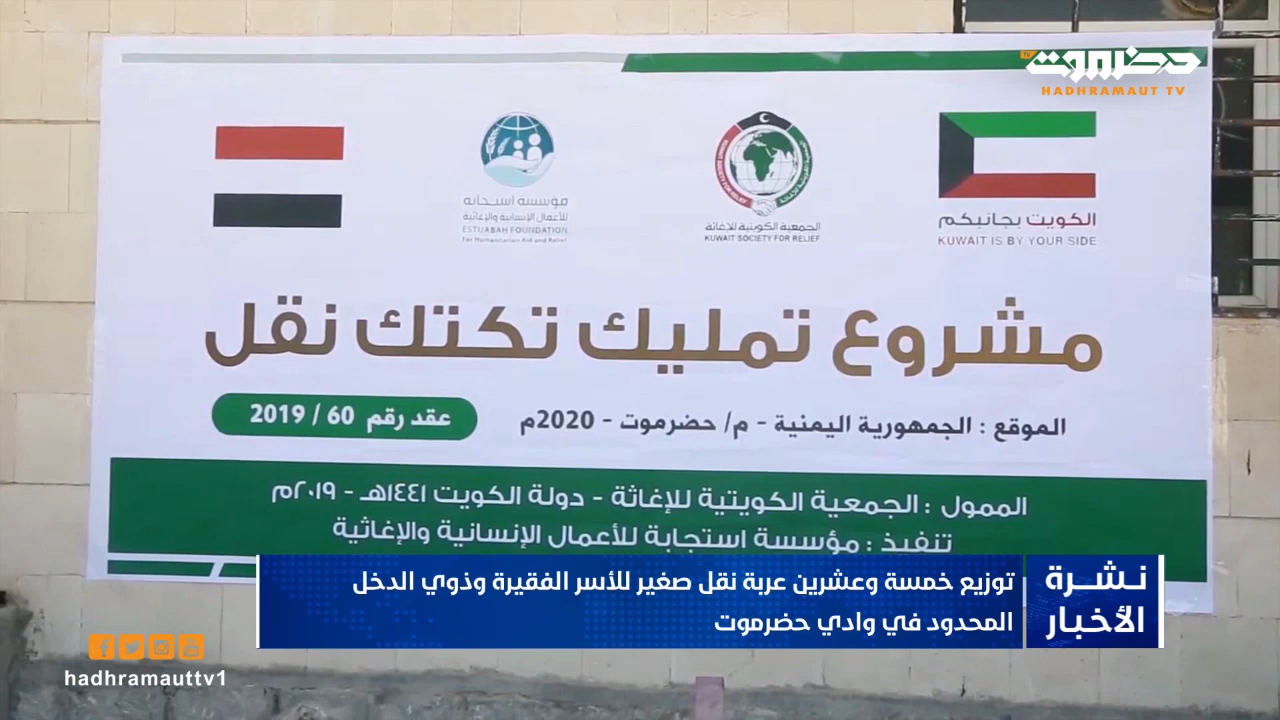 حضرموت
TV
HADHRAMAUT TV
الكويت بجانبكم
KUWAIT IS BY YOUR SIDE
الجمعية الكويتية للإغاثة
KUWAIT SOCIETY FOR RELIEF
مؤسسة استجابة
للأعمال الإنسانية والإغاثية
ESTIJABAH FOUNDATION
For Humanitarian Aid and Relief
مشروع تمليك تكتك نقل
الموقع : الجمهورية اليمنية - م/ حضرموت - 2020م
عقد رقم 60 / 2019
الممول : الجمعية الكويتية للإغاثة - دولة الكويت ١٤٤١هـ - ٢٠١٩م
تنفيذ : مؤسسة استجابة للأعمال الإنسانية والإغاثية
نشرة
الأخبار
توزيع خمسة وعشرين عربة نقل صغير للأسر الفقيرة وذوي الدخل
المحدود في وادي حضرموت
hadhramauttv1